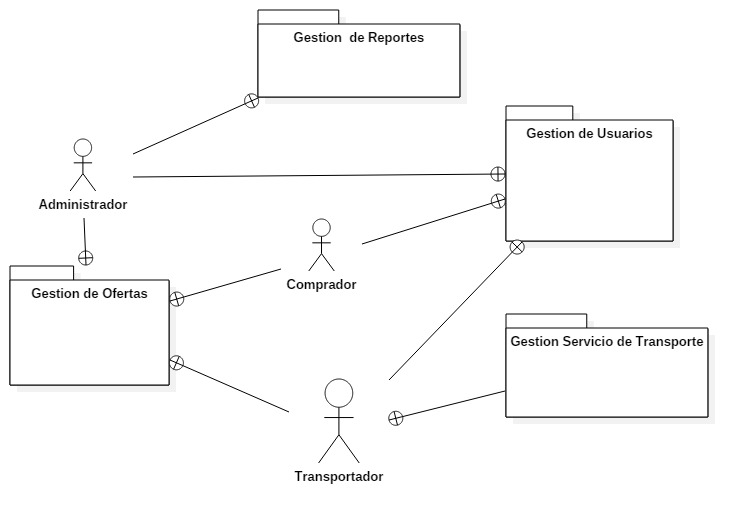 Gestion  de Reportes
Gestion de Usuarios
Administrador
Comprador
Gestion de Ofertas
Gestion Servicio de Transporte
Transportador